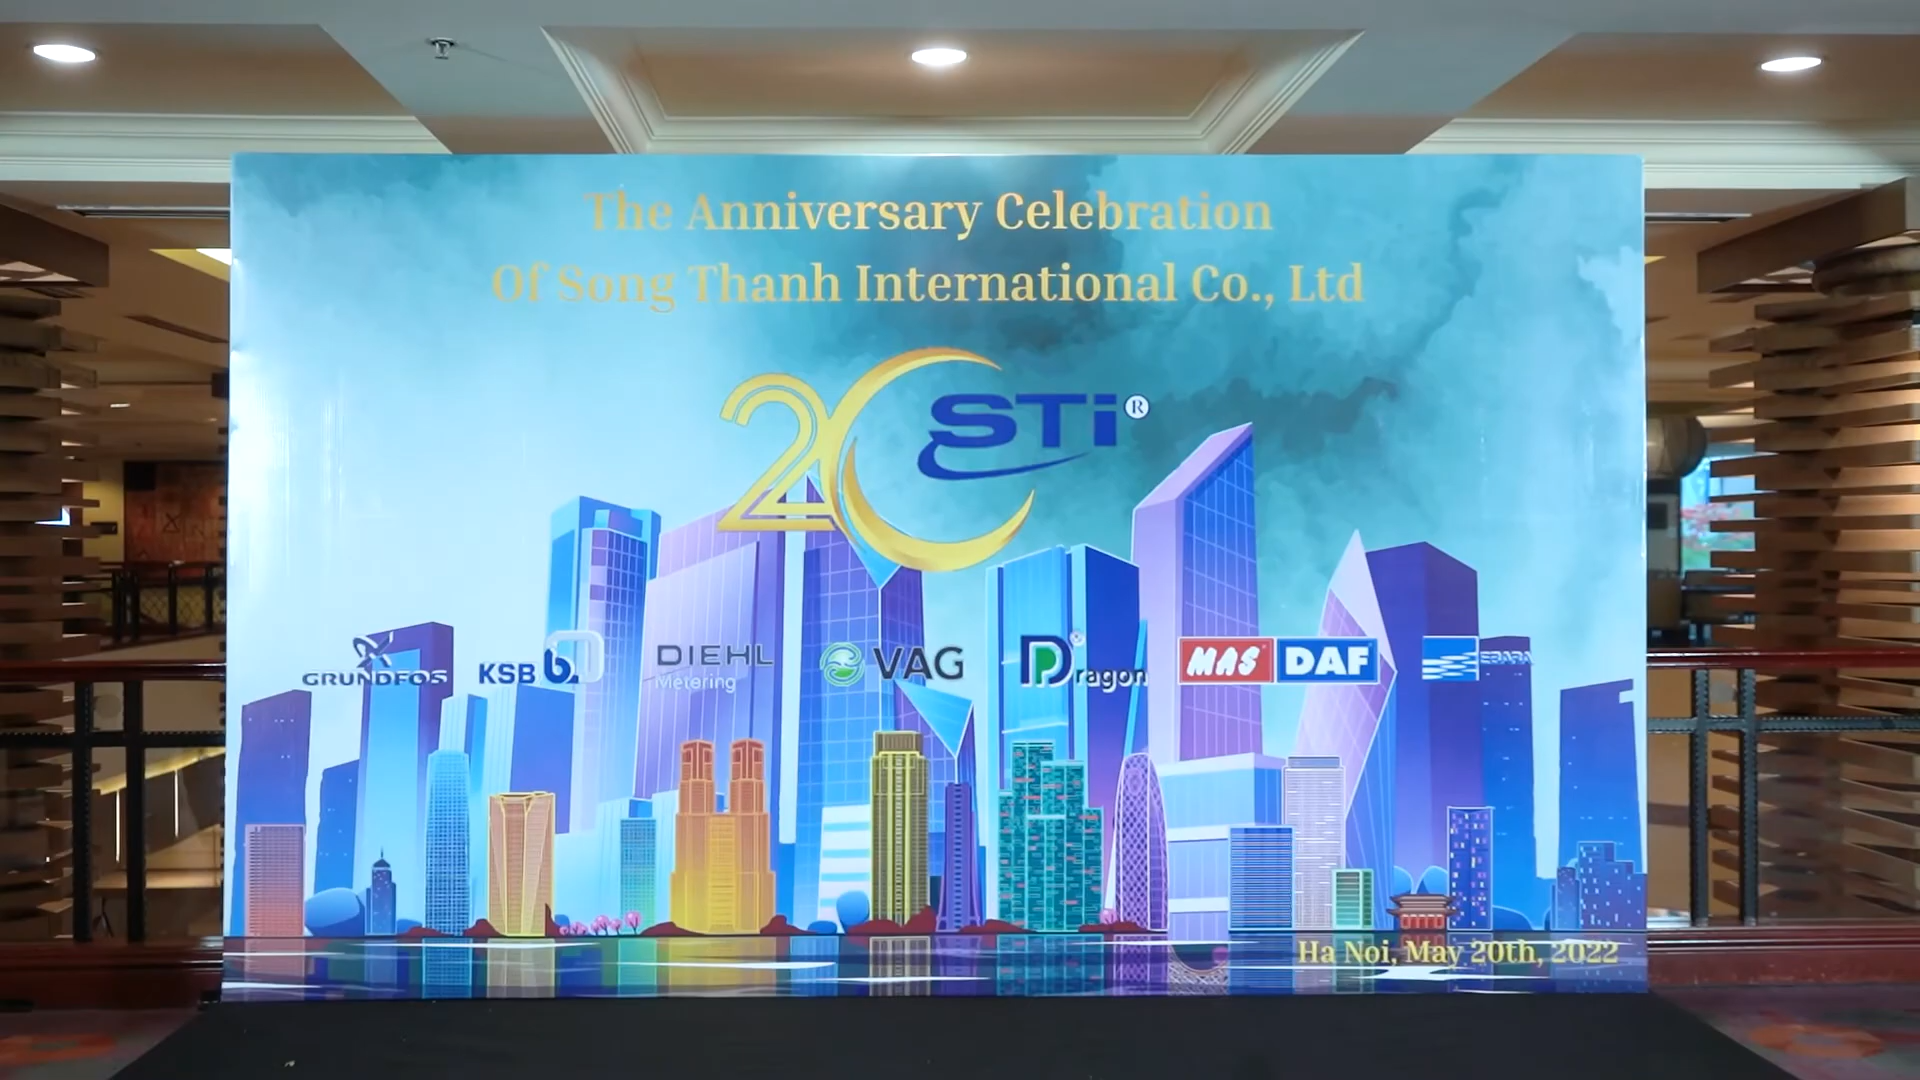 The Anniversary Celebration
Of Song Thanh International Co., Ltd
20 STi ®
GRUNDFOS
KSB
DIEHL
Metering
VAG
Dragon
MAS DAF
EBARA
Ha Noi, May 20th, 2022